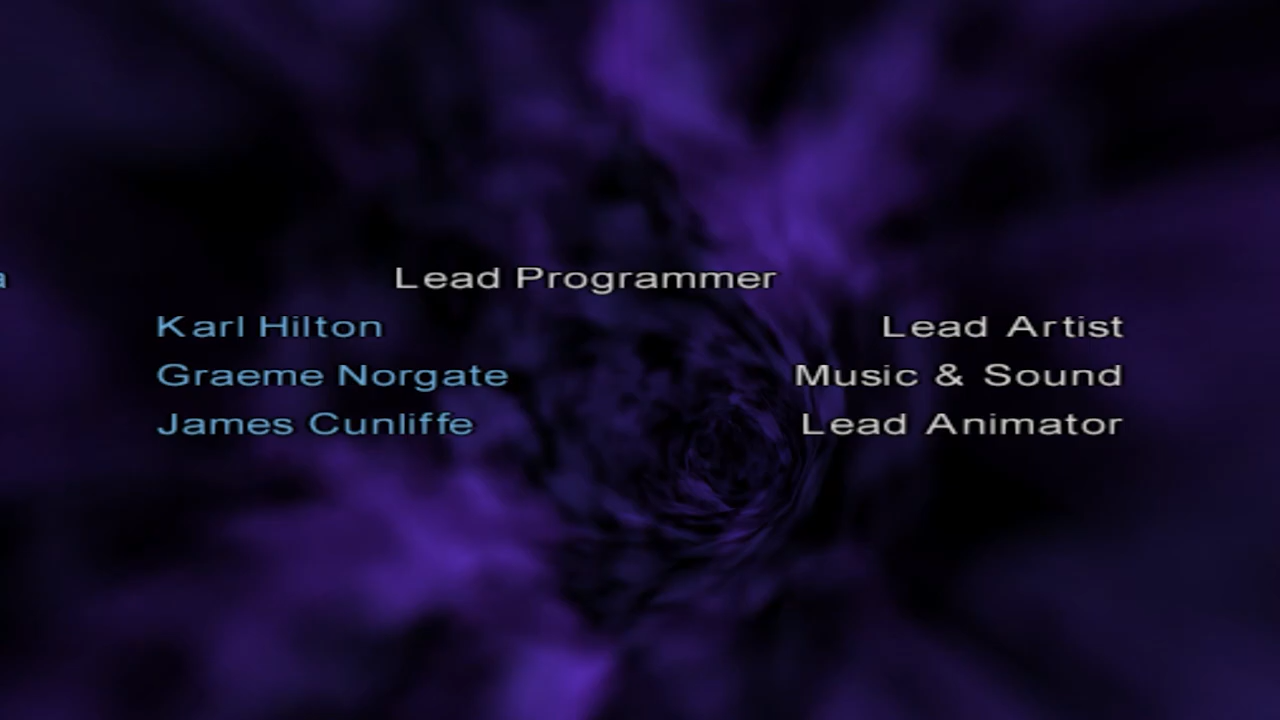 a Lead Programmer
Karl Hilton Lead Artist
Graeme Norgate Music & Sound
James Cunliffe Lead Animator